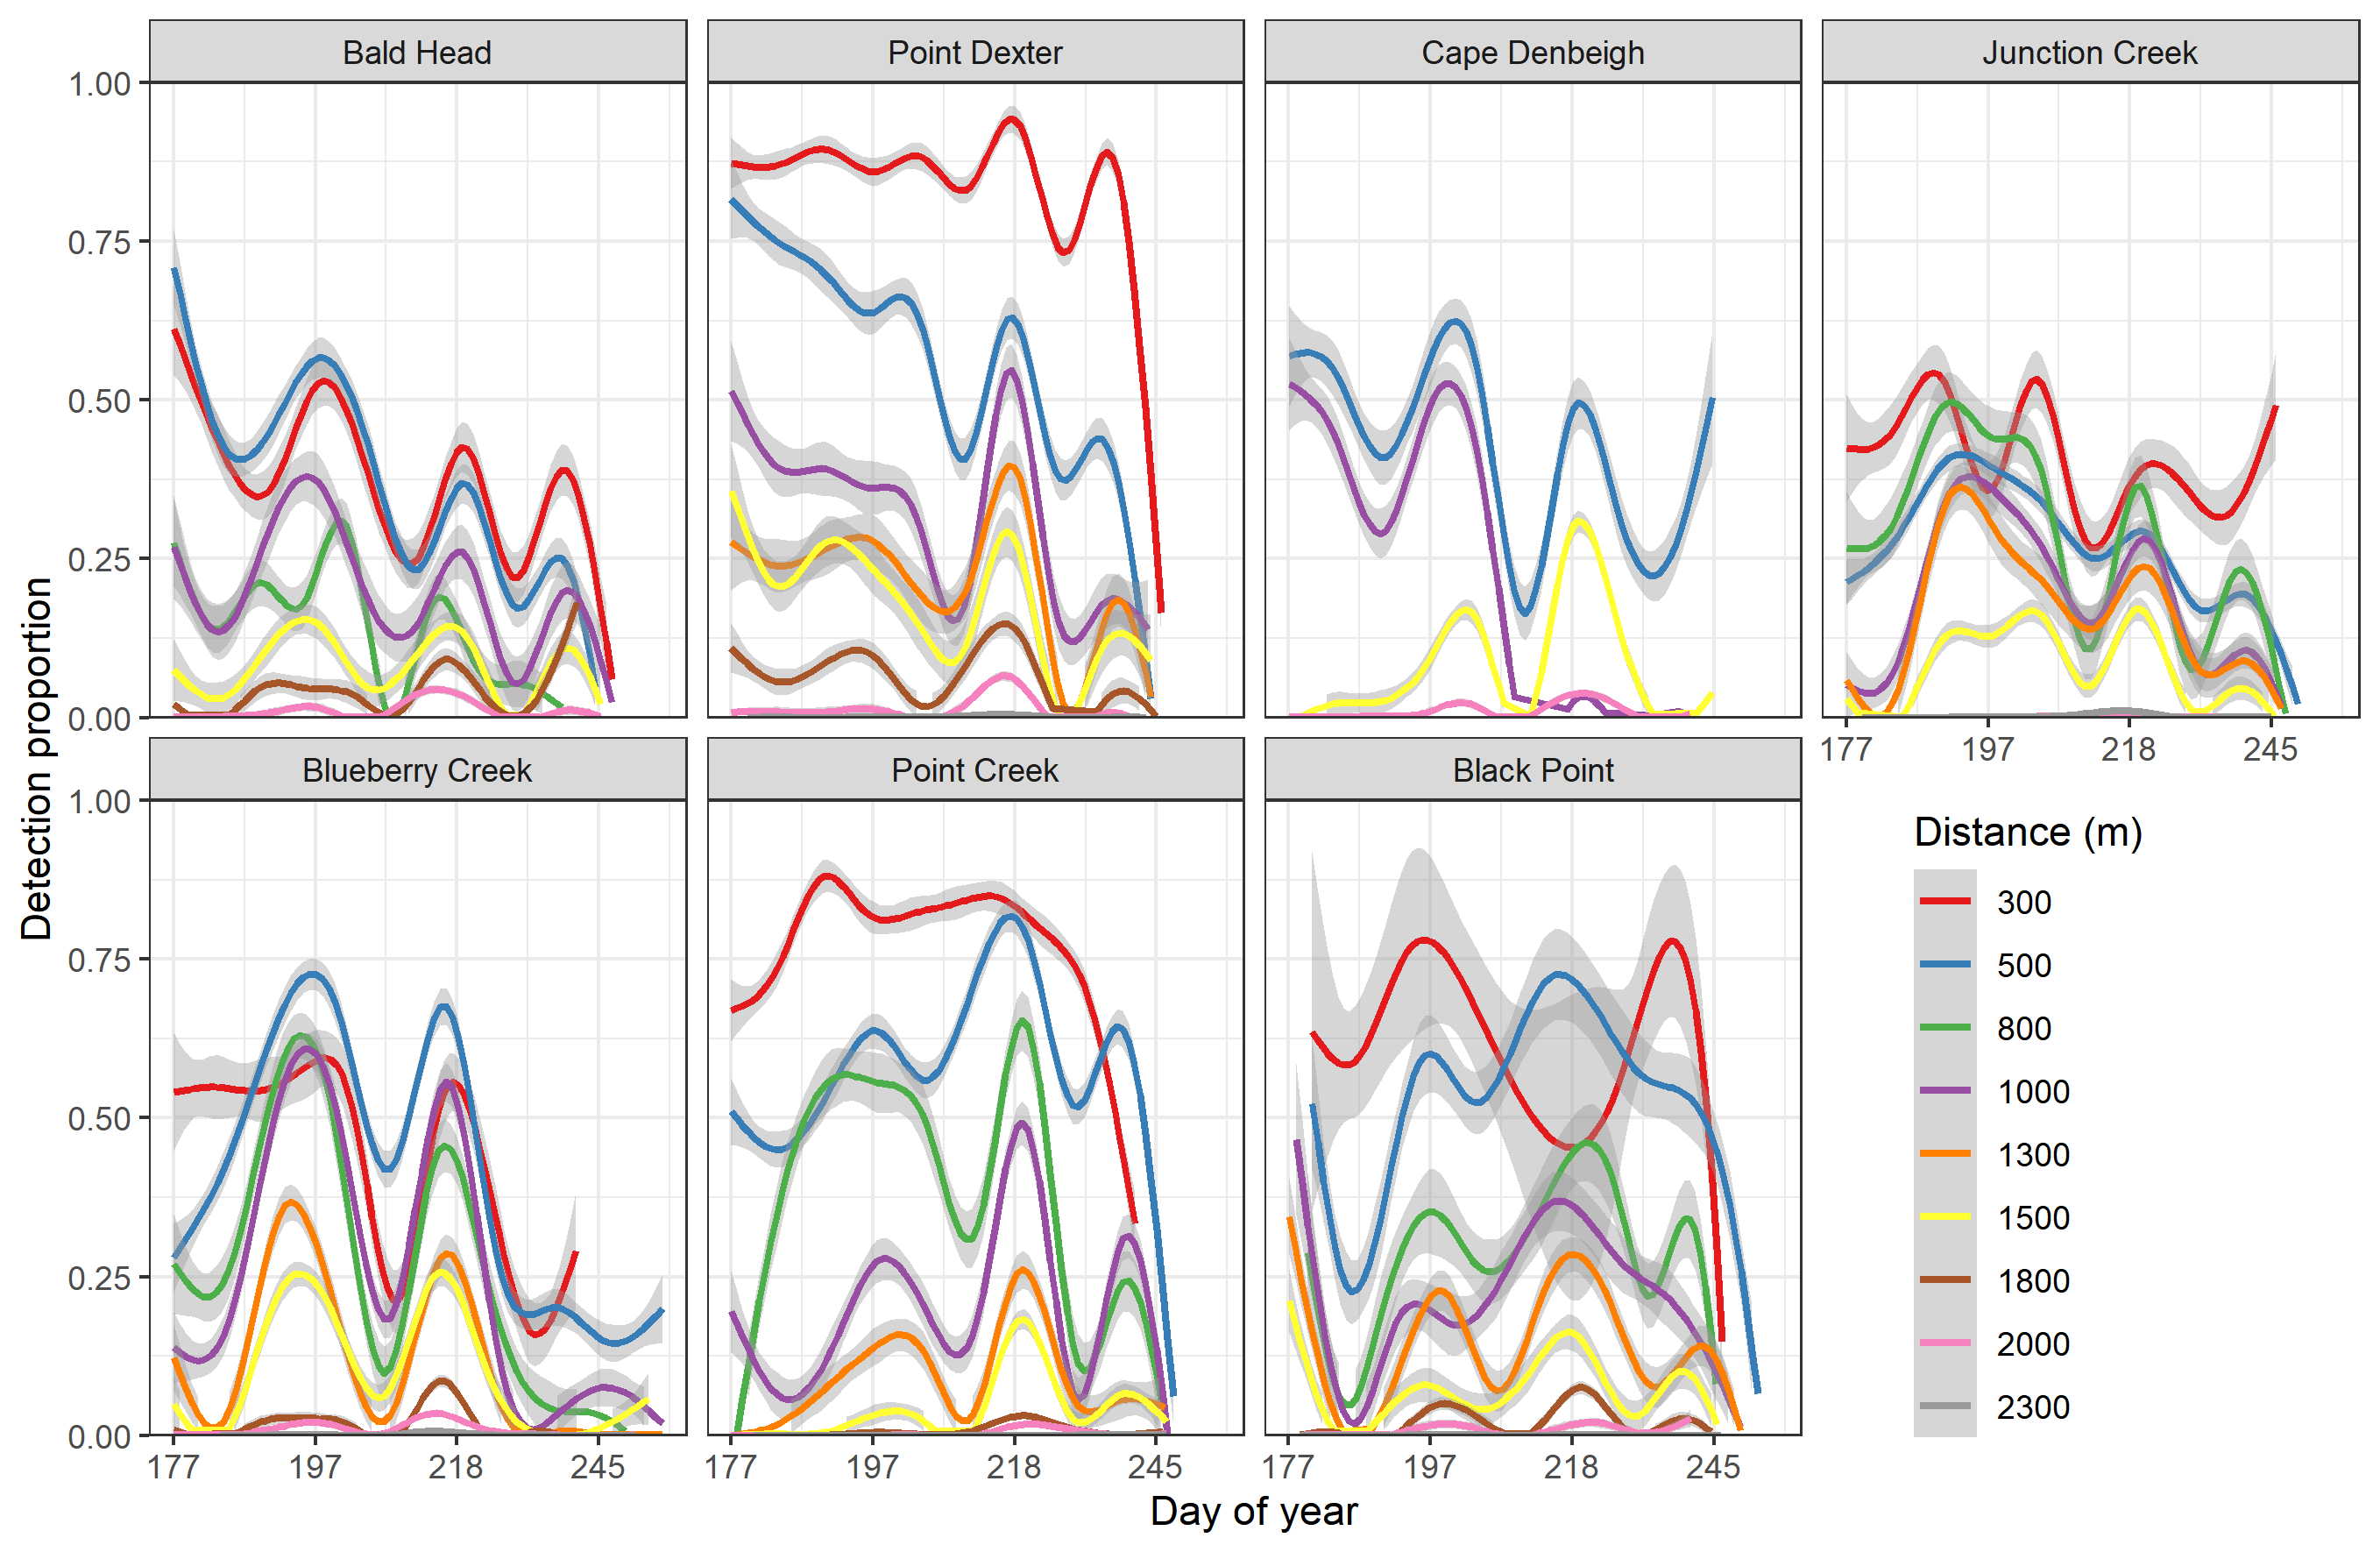 Bald Head
Point Dexter
Cape Denbeigh
Junction Creek
1.00
0.75
0.50
0.25
0.00
177 197 218 245
Blueberry Creek
Point Creek
Black Point
1.00
0.75
0.50
0.25
0.00
177 197 218 245
177 197 218 245
177 197 218 245
Detection proportion
Day of year
Distance (m)
300
500
800
1000
1300
1500
1800
2000
2300